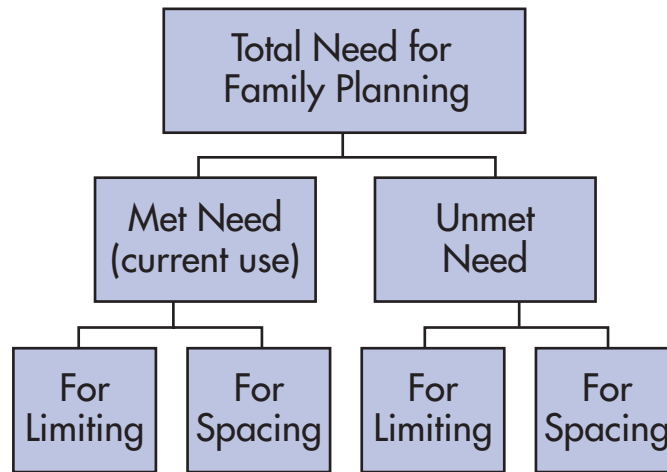 Total Need for
Family Planning
Met Need
(current use)
Unmet
Need
For
Limiting
For
Spacing
For
Limiting
For
Spacing